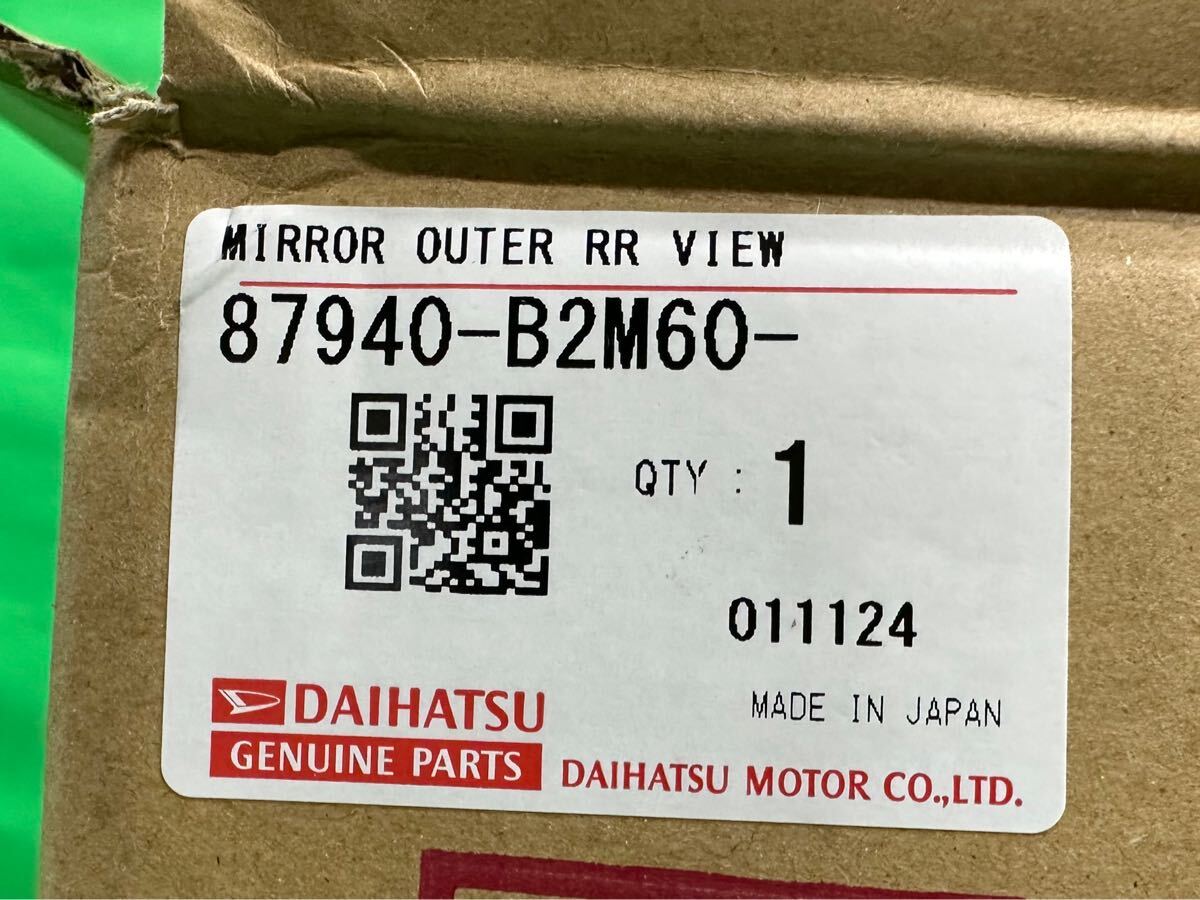 MIRROR OUTER RR VIEW
87940-B2M60-
QTY : 1
011124
MADE IN JAPAN
DAIHATSU
GENUINE PARTS
DAIHATSU MOTOR CO.,LTD.